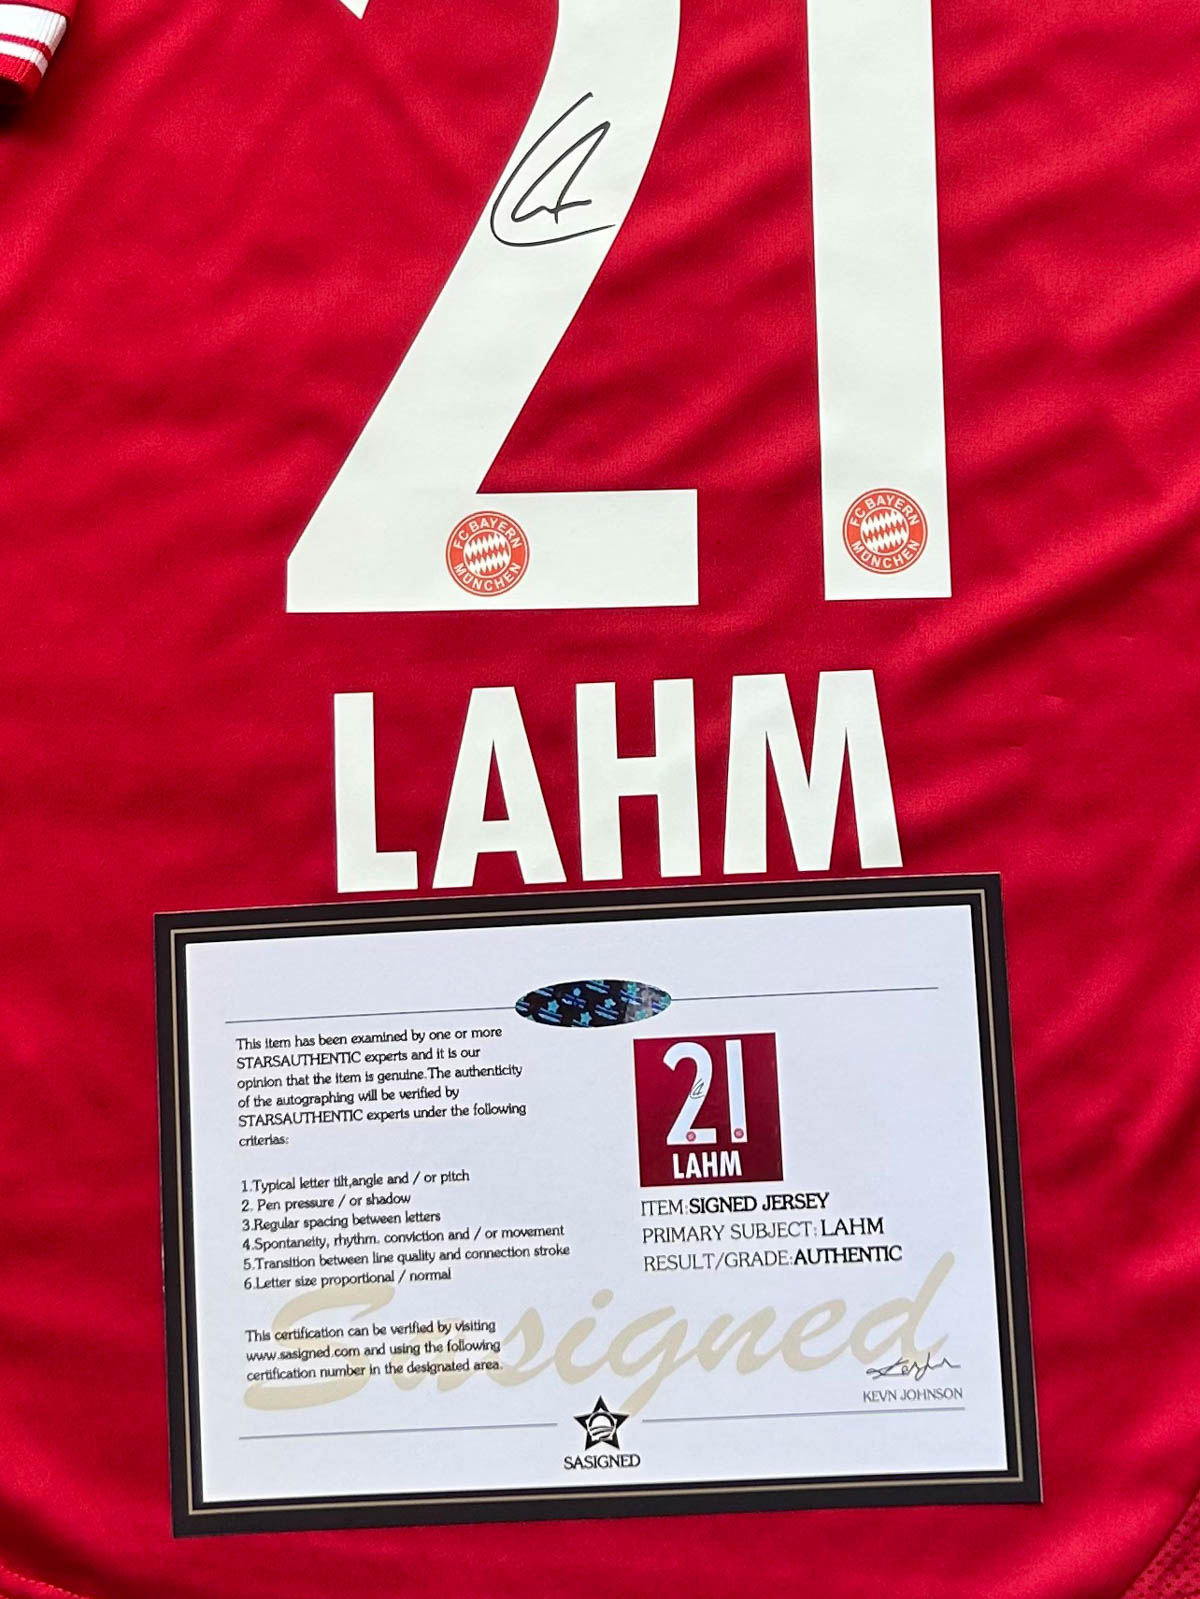 21
FC BAYERN MÜNCHEN
FC BAYERN MÜNCHEN
LAHM
This item has been examined by one or more
STARSAUTHENTIC experts and it is our
opinion that the item is genuine.The authenticity
of the autographing will be verified by
STARSAUTHENTIC experts under the following
criterias:
1.Typical letter tilt,angle and / or pitch
2. Pen pressure / or shadow
3.Regular spacing between letters
4.Spontaneity, rhythm. conviction and / or movement
5.Transition between line quality and connection stroke
6.Letter size proportional / normal
This certification can be verified by visiting
www.sasigned.com and using the following
certification number in the designated area.
21
LAHM
ITEM:SIGNED JERSEY
PRIMARY SUBJECT:LAHM
RESULT/GRADE:AUTHENTIC
Sasigned
KEVN JOHNSON
SASIGNED